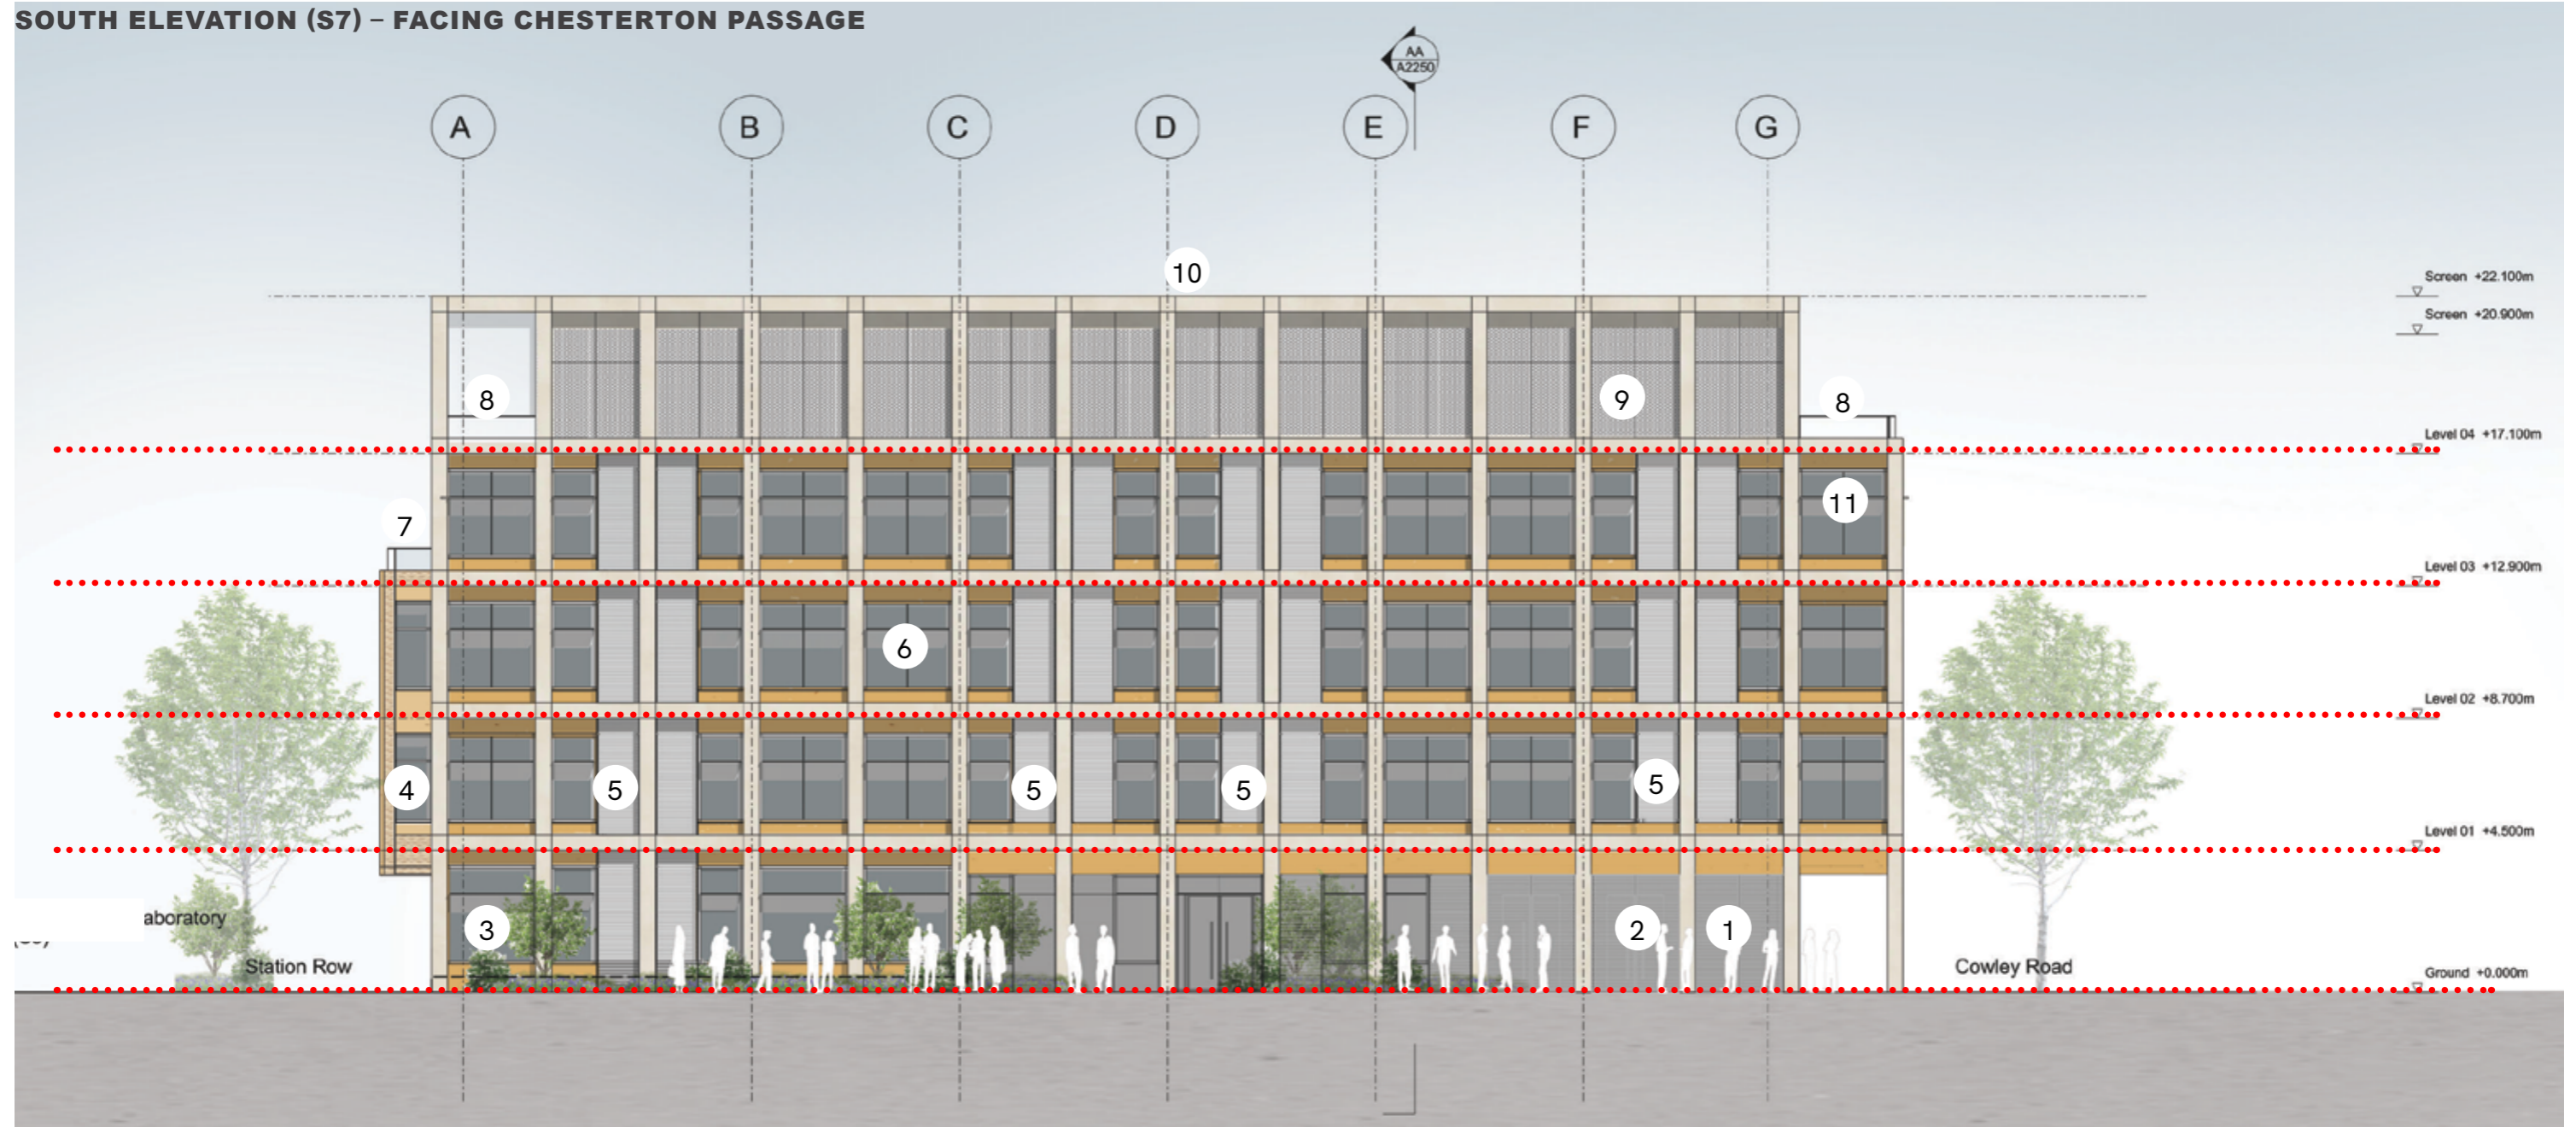 SOUTH ELEVATION (S7) – FACING CHESTERTON PASSAGE
AA
A2250
A B C D E F G
10
Screen +22.100m
Screen +20.900m
8 9 8
Level 04 +17.100m
11
7
Level 03 +12.900m
6
Level 02 +8.700m
4 5 5 5 5
Level 01 +4.500m
aboratory
3 2 1
Station Row
Cowley Road
Ground +0.000m